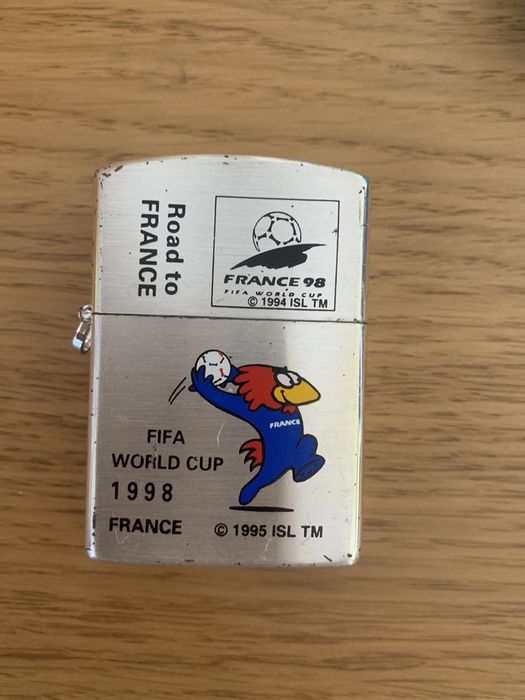 Road to
FRANCE
FRANCE 98
FIFA WORLD CUP
© 1994 ISL TM
FRANCE
FIFA
WORLD CUP
1998
FRANCE
© 1995 ISL TM